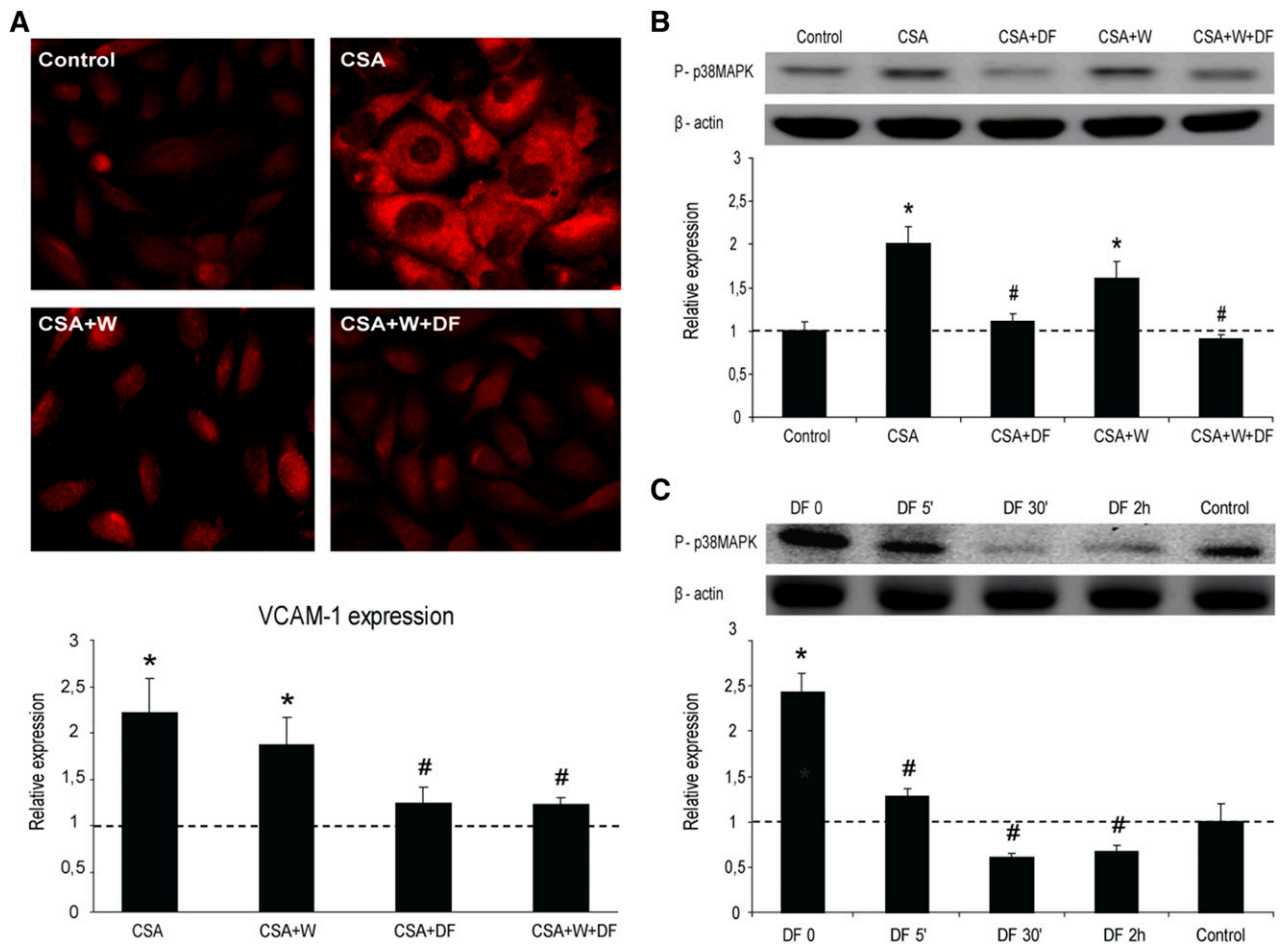 A
Control
CSA
CSA+W
CSA+W+DF
VCAM-1 expression
Relative expression
3
2,5
2
1,5
1
0,5
0
*
*
#
#
CSA
CSA+W
CSA+DF
CSA+W+DF
B
Control CSA CSA+DF CSA+W CSA+W+DF
P- p38MAPK
β- actin
Relative expression
3
2,5
2
1,5
1
0,5
0
*
#
*
#
Control CSA CSA+DF CSA+W CSA+W+DF
C
DF 0 DF 5' DF 30' DF 2h Control
P- p38MAPK
β- actin
Relative expression
3
2,5
2
1,5
1
0,5
0
*
*
#
#
#
DF 0 DF 5' DF 30' DF 2h Control